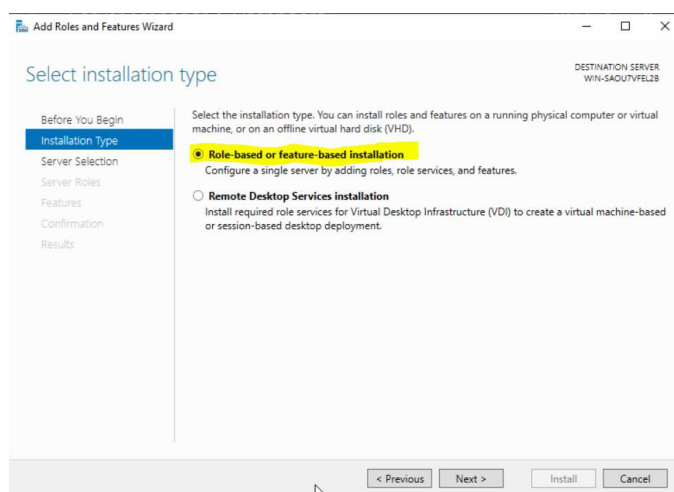 Add Roles and Features Wizard
Select installation type
DESTINATION SERVER
WIN-SAOU7VFEL2B
Before You Begin
Installation Type
Server Selection
Server Roles
Features
Confirmation
Results
Select the installation type. You can install roles and features on a running physical computer or virtual
machine, or on an offline virtual hard disk (VHD).
Role-based or feature-based installation
Configure a single server by adding roles, role services, and features.
Remote Desktop Services installation
Install required role services for Virtual Desktop Infrastructure (VDI) to create a virtual machine-based
or session-based desktop deployment.
< Previous
Next >
Install
Cancel